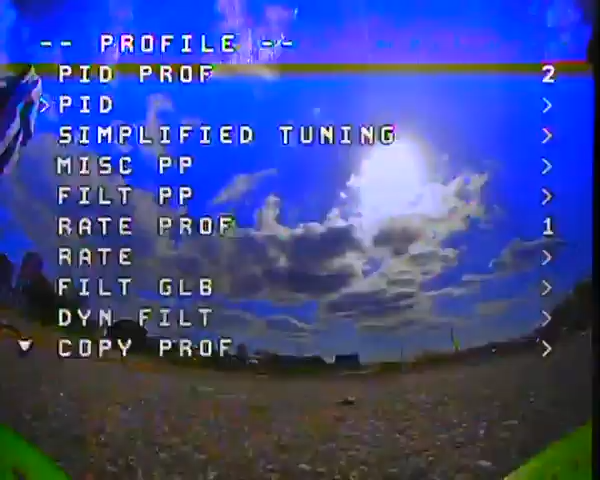 -- PROFILE --
PID PROF 2
>PID >
SIMPLIFIED TUNING >
MISC PP >
FILT PP >
RATE PROF 1
RATE >
FILT GLB >
DYN FILT >
▼ COPY PROF >